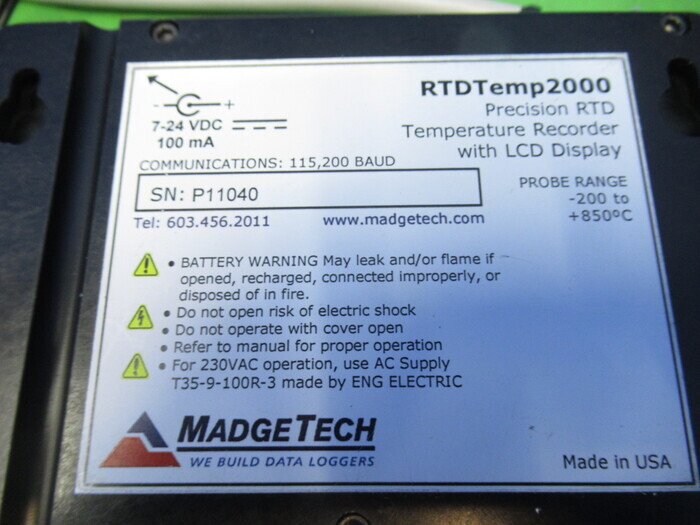 RTDTemp2000
Precision RTD
Temperature Recorder
with LCD Display
PROBE RANGE
-200 to
+850ºC
- +
7-24 VDC
100 mA
COMMUNICATIONS: 115,200 BAUD
SN: P11040
Tel: 603.456.2011 www.madgetech.com
• BATTERY WARNING May leak and/or flame if
opened, recharged, connected improperly, or
disposed of in fire.
• Do not open risk of electric shock
• Do not operate with cover open
• Refer to manual for proper operation
• For 230VAC operation, use AC Supply
T35-9-100R-3 made by ENG ELECTRIC
MADGETECH
WE BUILD DATA LOGGERS
Made in USA